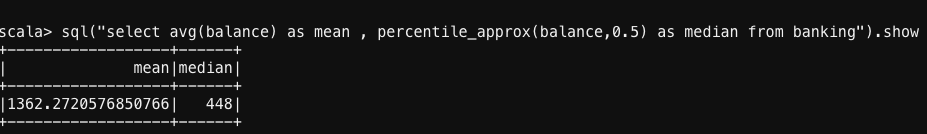 scala> sql("select avg(balance) as mean , percentile_approx(balance,0.5) as median from banking").show
+------------------+------+
|              mean|median|
+------------------+------+
|1362.2720576850766|   448|
+------------------+------+